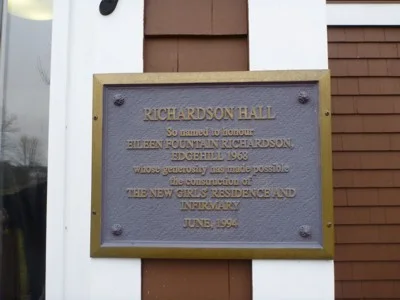 RICHARDSON HALL
So named to honour
EILEEN FOUNTAIN RICHARDSON,
EDGEHILL 1968
whose generosity has made possible
the construction of
THE NEW GIRLS' RESIDENCE AND
INFIRMARY
JUNE, 1994